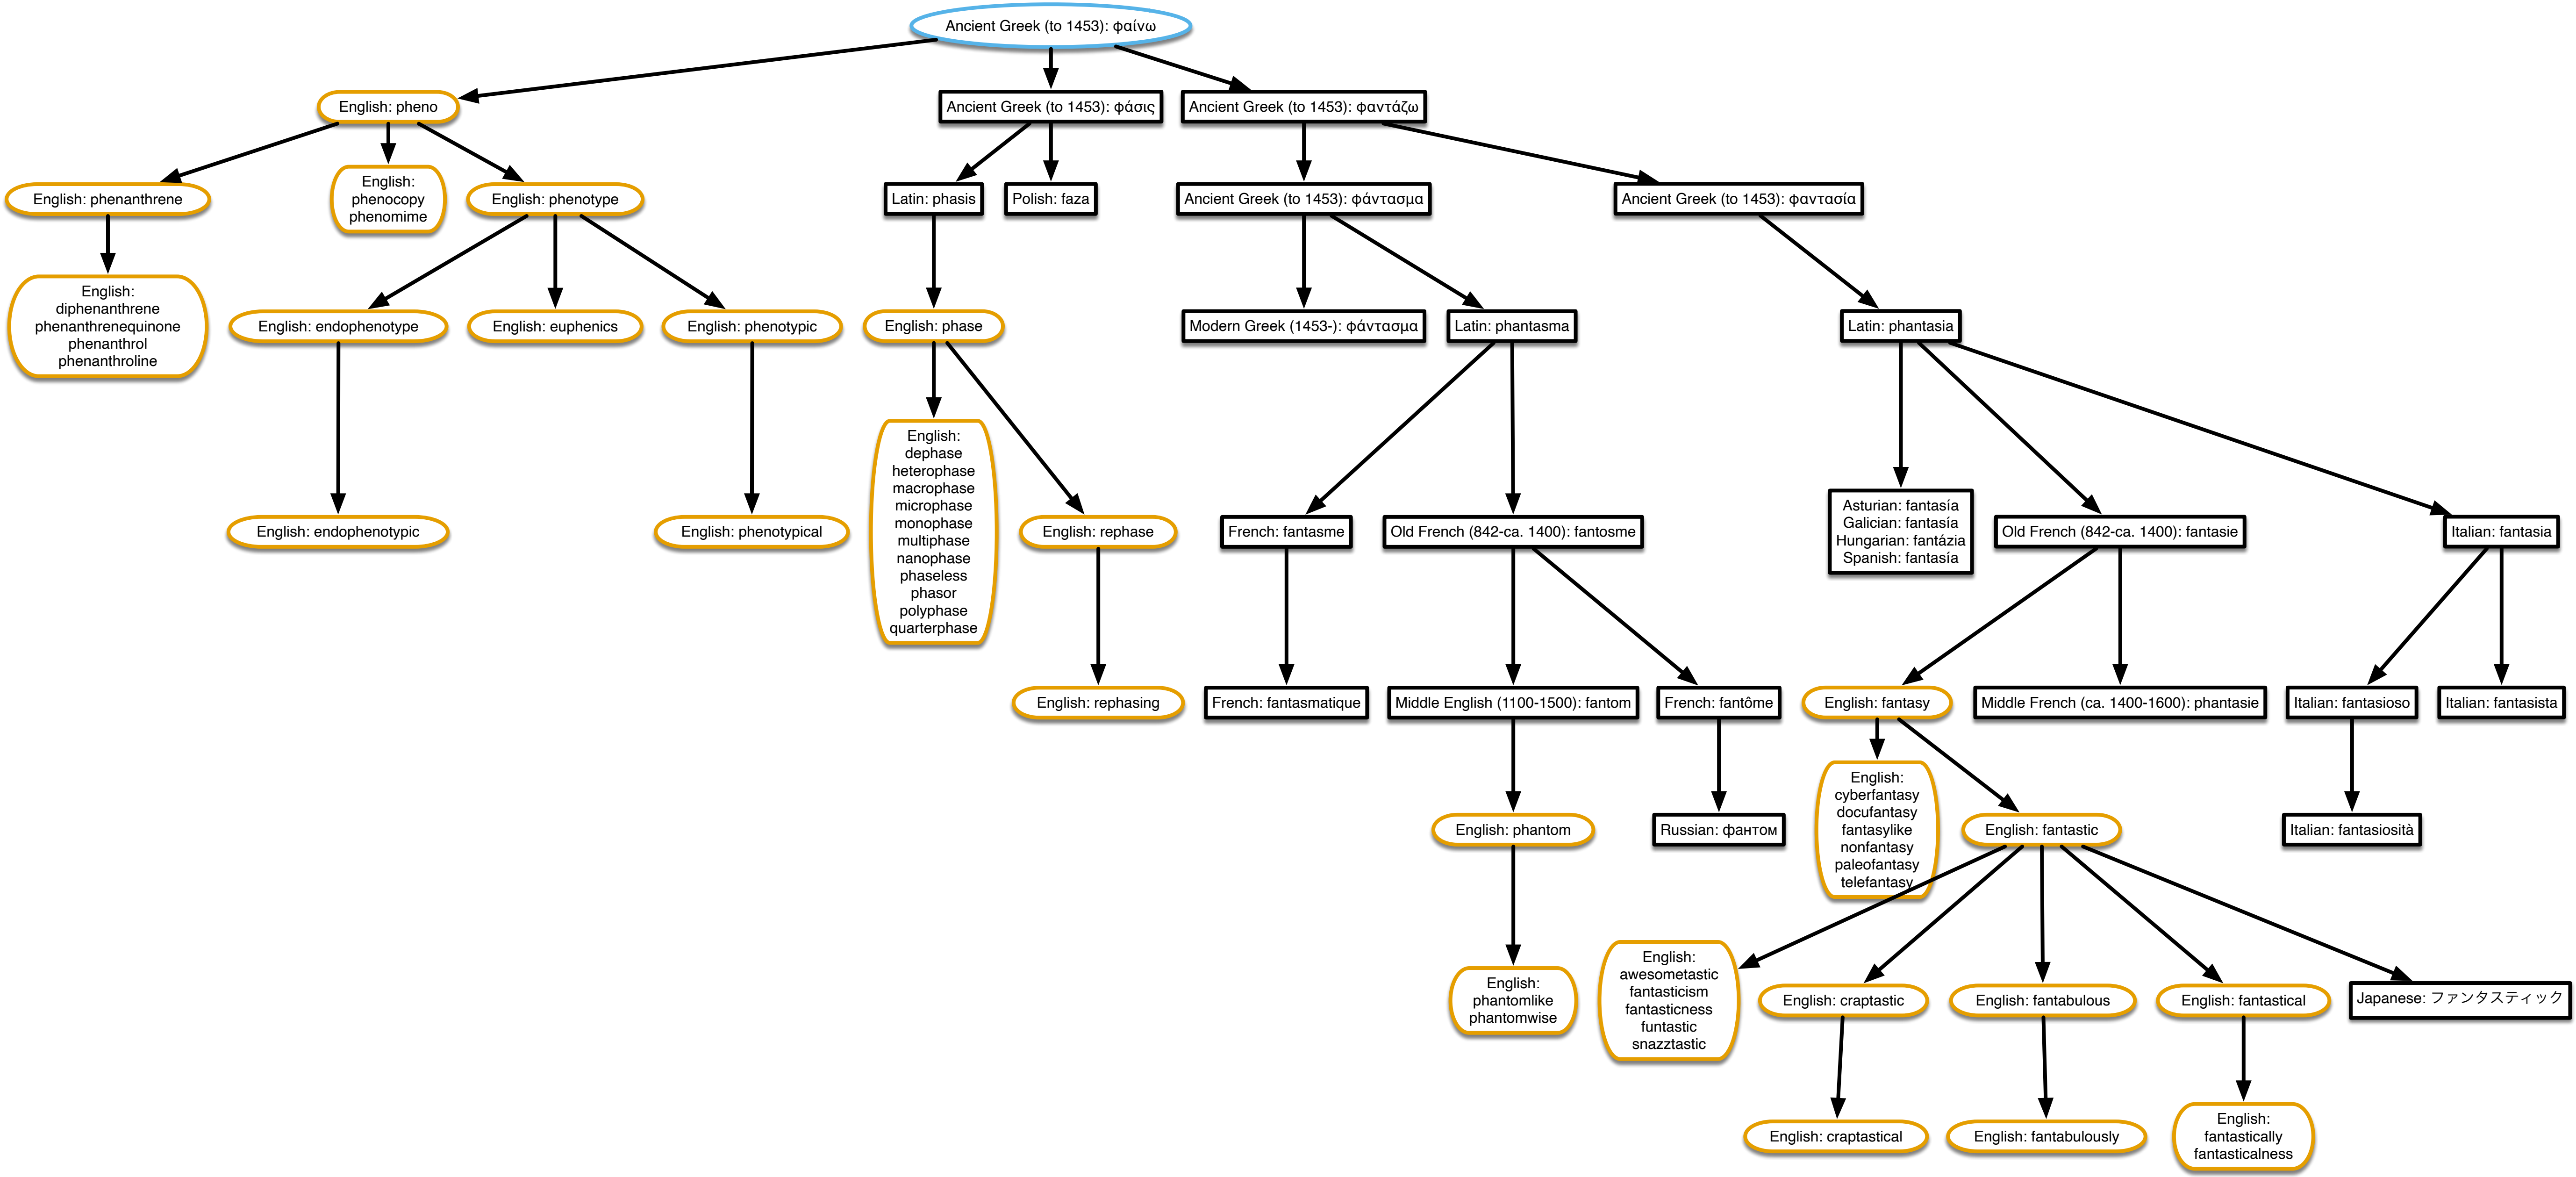 Ancient Greek (to 1453): φαίνω
English: pheno
Ancient Greek (to 1453): φάσις
Ancient Greek (to 1453): φαντάζω
English: phenanthrene
English:
phenocopy
phenomime
English: phenotype
Latin: phasis
Polish: faza
Ancient Greek (to 1453): φάντασμα
Ancient Greek (to 1453): φαντασία
English:
diphenanthrene
phenanthrenequinone
phenanthrol
phenanthroline
English: endophenotype
English: euphenics
English: phenotypic
English: phase
Modern Greek (1453-): φάντασμα
Latin: phantasma
Latin: phantasia
English: endophenotypic
English: phenotypical
English:
dephase
heterophase
macrophase
microphase
monophase
multiphase
nanophase
phaseless
phasor
polyphase
quarterphase
English: rephase
French: fantasme
Old French (842-ca. 1400): fantosme
Asturian: fantasía
Galician: fantasía
Hungarian: fantázia
Spanish: fantasía
Old French (842-ca. 1400): fantasie
Italian: fantasia
English: rephasing
French: fantasmatique
Middle English (1100-1500): fantom
French: fantôme
English: fantasy
Middle French (ca. 1400-1600): phantasie
Italian: fantasioso
Italian: fantasista
English: phantom
Russian: фантом
English:
cyberfantasy
docufantasy
fantasylike
nonfantasy
paleofantasy
telefantasy
English: fantastic
Italian: fantasiosità
English:
phantomlike
phantomwise
English:
awesometastic
fantasticism
fantasticness
funtastic
snazztastic
English: craptastic
English: fantabulous
English: fantastical
Japanese: ファンタスティック
English: craptastical
English: fantabulously
English:
fantastically
fantasticalness